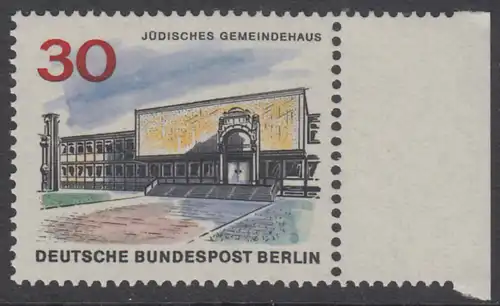 JÜDISCHES GEMEINDEHAUS
30
DEUTSCHE BUNDESPOST BERLIN